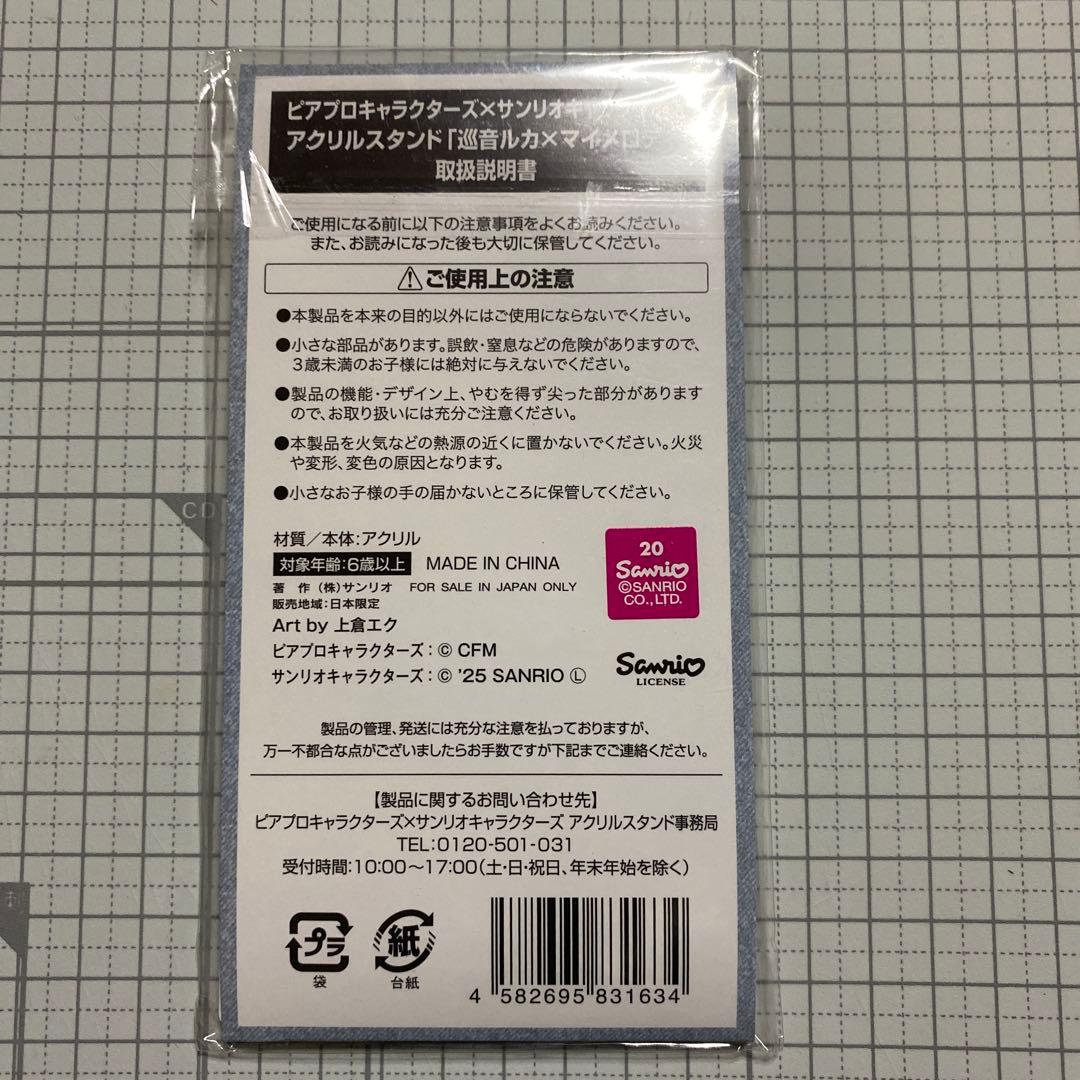 ピアプロキャラクターズ×サンリオキ
アクリルスタンド「巡音ルカ×マイメロデ
取扱説明書
ご使用になる前に以下の注意事項をよくお読みください。
また、お読みになった後も大切に保管してください。
⚠ご使用上の注意
●本製品を本来の目的以外にはご使用にならないでください。
●小さな部品があります。誤飲・窒息などの危険がありますので、
3歳未満のお子様には絶対に与えないでください。
●製品の機能・デザイン上、やむを得ず尖った部分があります
ので、お取り扱いには充分ご注意ください。
●本製品を火気などの熱源の近くに置かないでください。火災
や変形、変色の原因となります。
●小さなお子様の手の届かないところに保管してください。
材質/本体:アクリル
対象年齢:6歳以上 MADE IN CHINA
著 作 (株)サンリオ FOR SALE IN JAPAN ONLY
販売地域:日本限定
Art by 上倉エク
ピアプロキャラクターズ:© CFM
サンリオキャラクターズ:© '25 SANRIO Ⓛ
20
Sanrio
©SANRIO
CO.,LTD.
Sanrio
LICENSE
製品の管理、発送には充分な注意を払っておりますが、
万一不都合な点がございましたらお手数ですが下記までご連絡ください。
【製品に関するお問い合わせ先】
ピアプロキャラクターズ×サンリオキャラクターズ アクリルスタンド事務局
TEL:0120-501-031
受付時間:10:00〜17:00(土・日・祝日、年末年始を除く)
プラ
袋
紙
台紙
4 582695 831634
CD